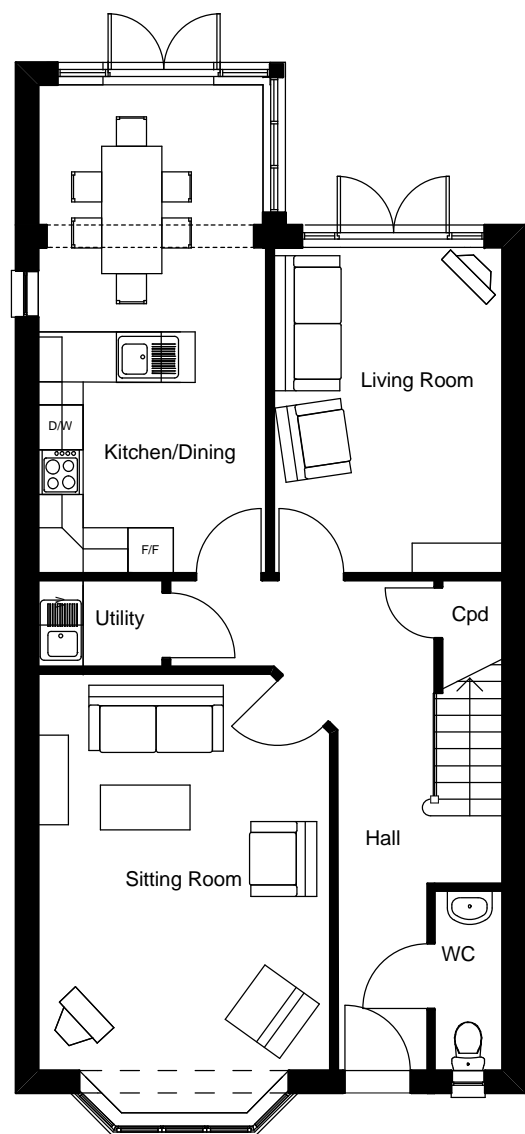 Living Room
D/W
Kitchen/Dining
F/F
Utility
Cpd
Hall
Sitting Room
WC